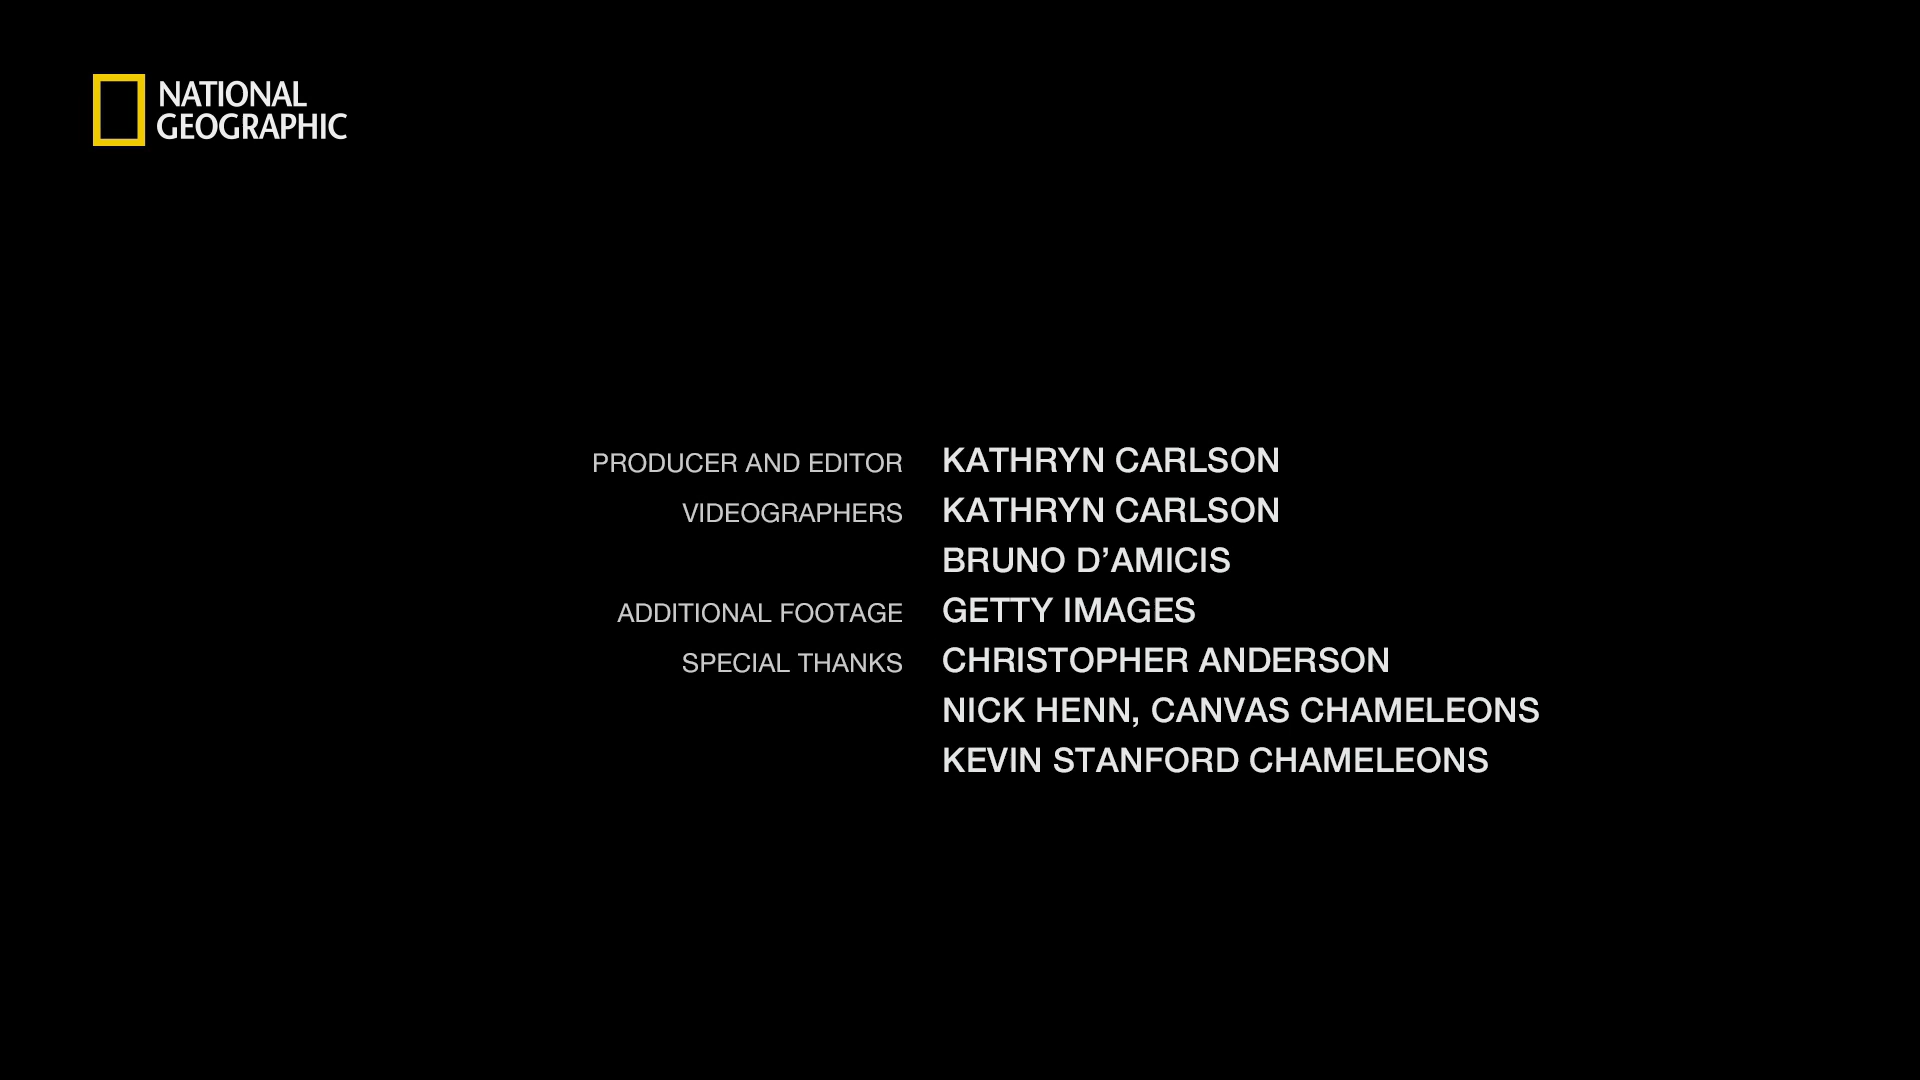 NATIONAL
GEOGRAPHIC
PRODUCER AND EDITOR KATHRYN CARLSON
VIDEOGRAPHERS KATHRYN CARLSON
BRUNO D’AMICIS
ADDITIONAL FOOTAGE GETTY IMAGES
SPECIAL THANKS CHRISTOPHER ANDERSON
NICK HENN, CANVAS CHAMELEONS
KEVIN STANFORD CHAMELEONS